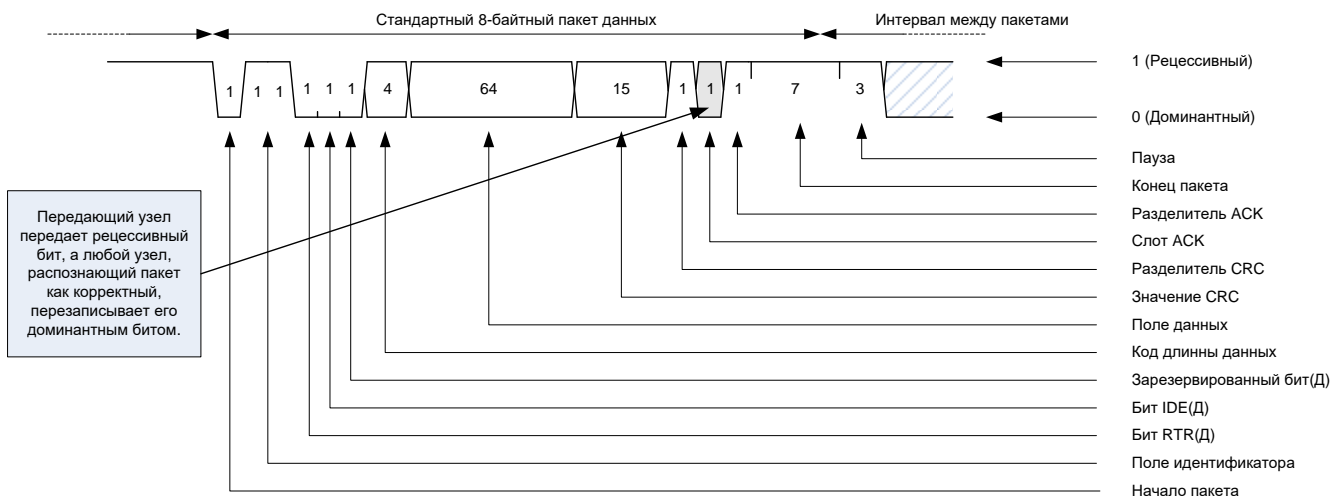 Стандартный 8-байтный пакет данных
Интервал между пакетами
1 (Рецессивный)
1
1 1
1
1
1
4
64
15
1
1
1
7
3
0 (Доминантный)
Пауза
Конец пакета
Разделитель ACK
Слот ACK
Разделитель CRC
Значение CRC
Поле данных
Код длинны данных
Зарезервированный бит(Д)
Бит IDE(Д)
Бит RTR(Д)
Поле идентификатора
Начало пакета
Передающий узел
передает рецессивный
бит, а любой узел,
распознающий пакет
как корректный,
перезаписывает его
доминантным битом.